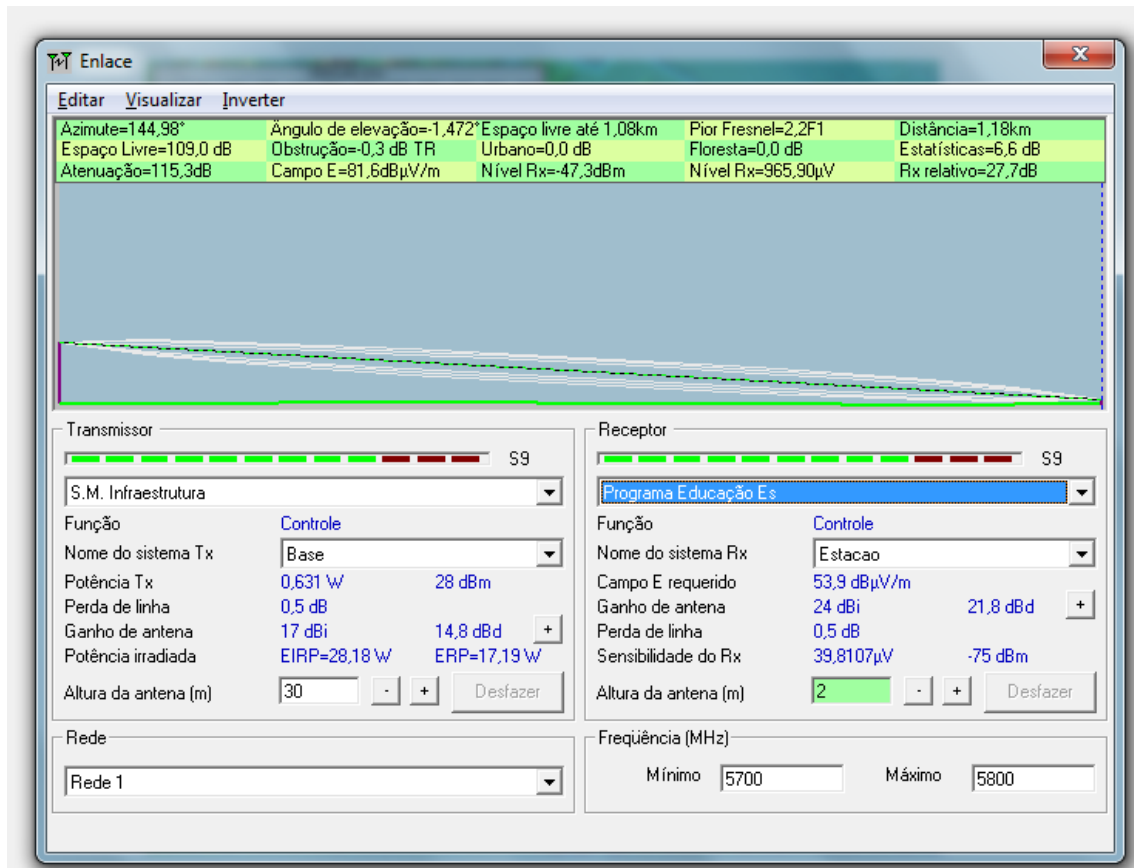 Enlace
Editar Visualizar Inverter
Azimute=144,98° Ângulo de elevação=-1,472° Espaço livre até 1,08km Pior Fresnel=2,2F1 Distância=1,18km
Espaço Livre=109,0 dB Obstrução=-0,3 dB TR Urbano=0,0 dB Floresta=0,0 dB Estatísticas=6,6 dB
Atenuação=115,3dB Campo E=81,6dBµV/m Nível Rx=-47,3dBm Nível Rx=965,90µV Rx relativo=27,7dB
Transmissor
S9
S.M. Infraestrutura
Função Controle
Nome do sistema Tx Base
Potência Tx 0,631 W 28 dBm
Perda de linha 0,5 dB
Ganho de antena 17 dBi 14,8 dBd +
Potência irradiada EIRP=28,18 W ERP=17,19 W
Altura da antena (m) 30 - + Desfazer
Rede
Rede 1
Receptor
S9
Programa Educação Es
Função Controle
Nome do sistema Rx Estacao
Campo E requerido 53,9 dBµV/m
Ganho de antena 24 dBi 21,8 dBd +
Perda de linha 0,5 dB
Sensibilidade do Rx 39,8107µV -75 dBm
Altura da antena (m) 2 - + Desfazer
Freqüência (MHz)
Mínimo 5700 Máximo 5800